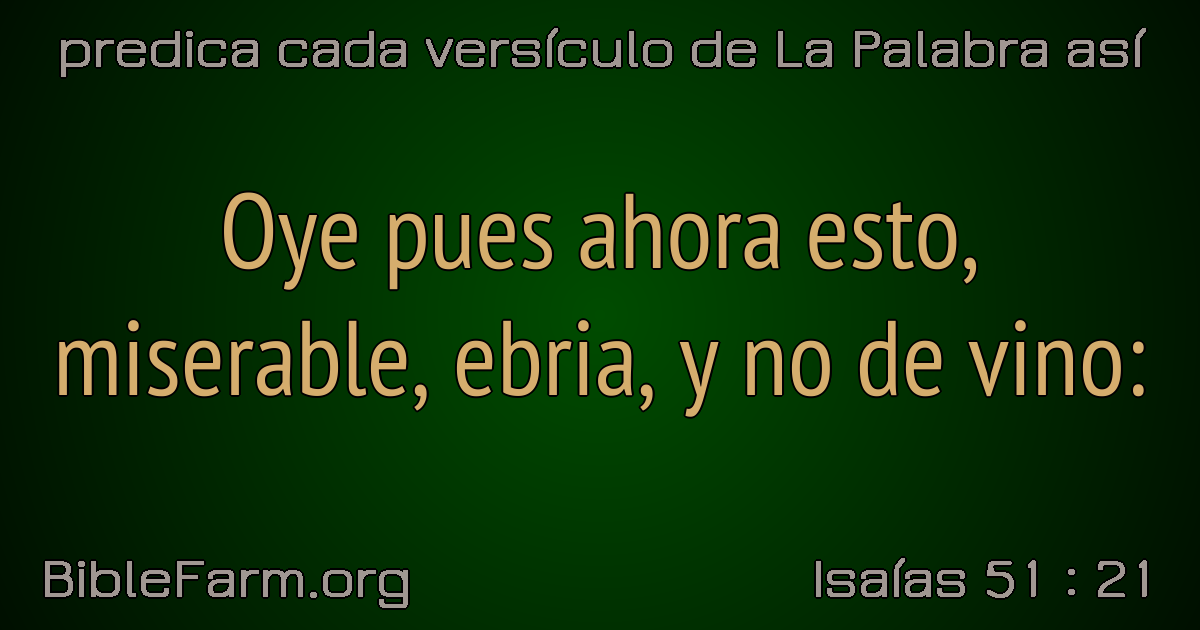 predica cada versículo de La Palabra así
Oye pues ahora esto,
miserable, ebria, y no de vino:
BibleFarm.org
Isaías 51 : 21